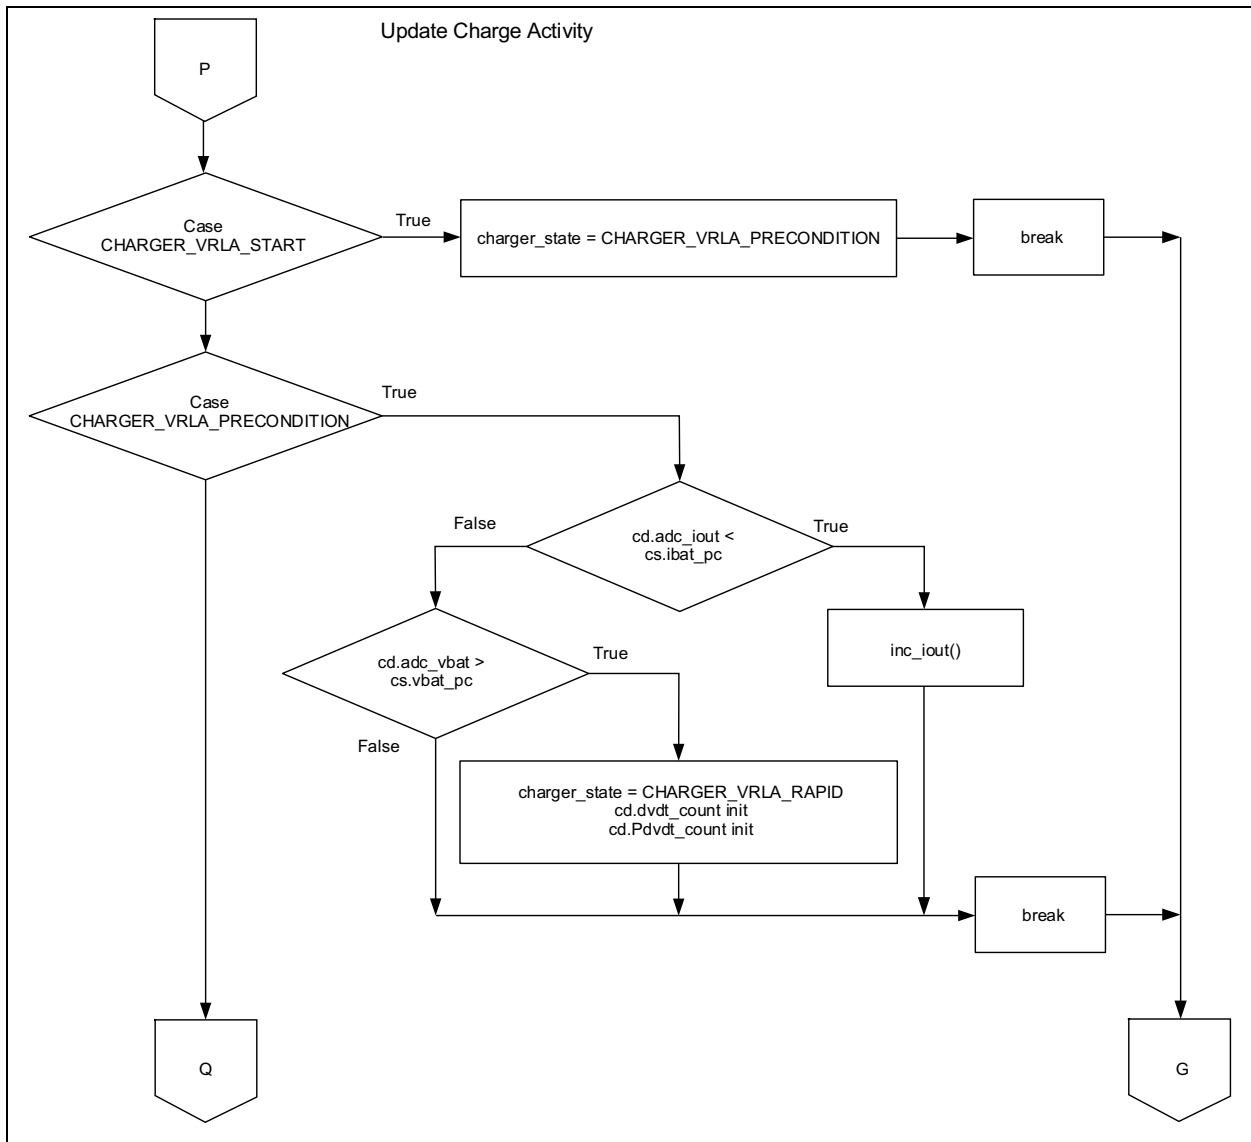 Update Charge Activity
P
Case
CHARGER_VRLA_START
True
charger_state = CHARGER_VRLA_PRECONDITION
break
Case
CHARGER_VRLA_PRECONDITION
True
False
cd.adc_iout <
cs.ibat_pc
True
cd.adc_vbat >
cs.vbat_pc
True
inc_iout()
False
charger_state = CHARGER_VRLA_RAPID
cd.dvdt_count init
cd.Pdvdt_count init
break
Q
G